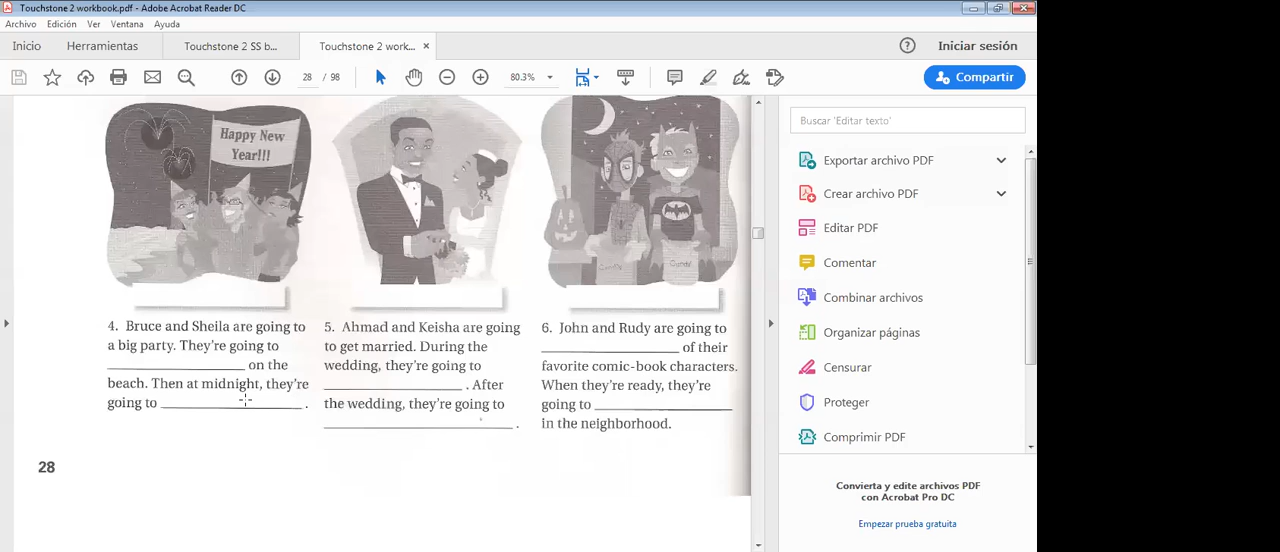 Touchstone 2 workbook.pdf - Adobe Acrobat Reader DC
Archivo Edición Ver Ventana Ayuda
Inicio Herramientas Touchstone 2 SS b... Touchstone 2 work... × Iniciar sesión
28 / 98 80.3% Compartir
Happy New
Year!!!
4. Bruce and Sheila are going to
a big party. They're going to
on the
beach. Then at midnight, they're
going to .
5. Ahmad and Keisha are going
to get married. During the
wedding, they're going to
. After
the wedding, they're going to
.
6. John and Rudy are going to
of their
favorite comic-book characters.
When they're ready, they're
going to
in the neighborhood.
28
Buscar 'Editar texto'
Exportar archivo PDF
Crear archivo PDF
Editar PDF
Comentar
Combinar archivos
Organizar páginas
Censurar
Proteger
Comprimir PDF
Convierta y edite archivos PDF
con Acrobat Pro DC
Empezar prueba gratuita